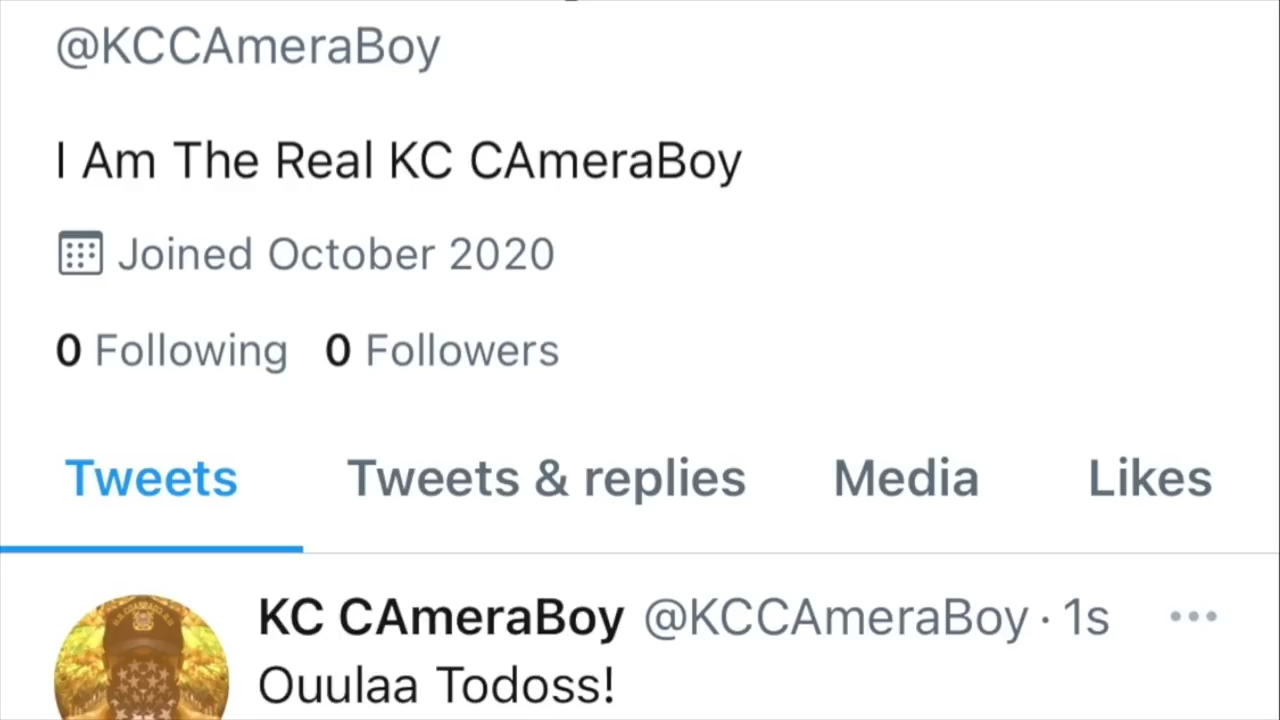 @KCCAmeraBoy
I Am The Real KC CAmeraBoy
Joined October 2020
0 Following 0 Followers
Tweets Tweets & replies Media Likes
KC CAmeraBoy @KCCAmeraBoy · 1s
Ouulaa Todoss!